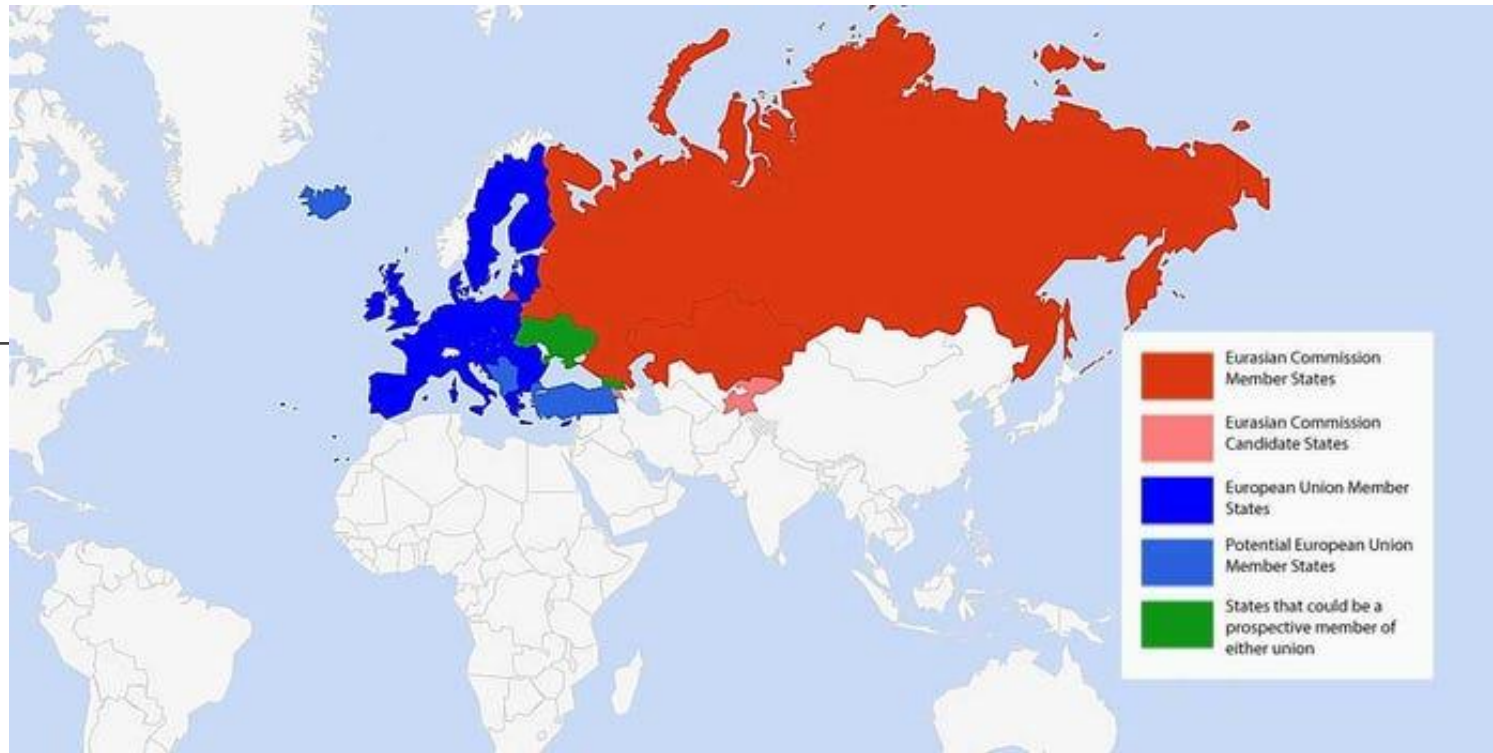 Eurasian Commission
Member States
Eurasian Commission
Candidate States
European Union Member
States
Potential European Union
Member States
States that could be a
prospective member of
either union